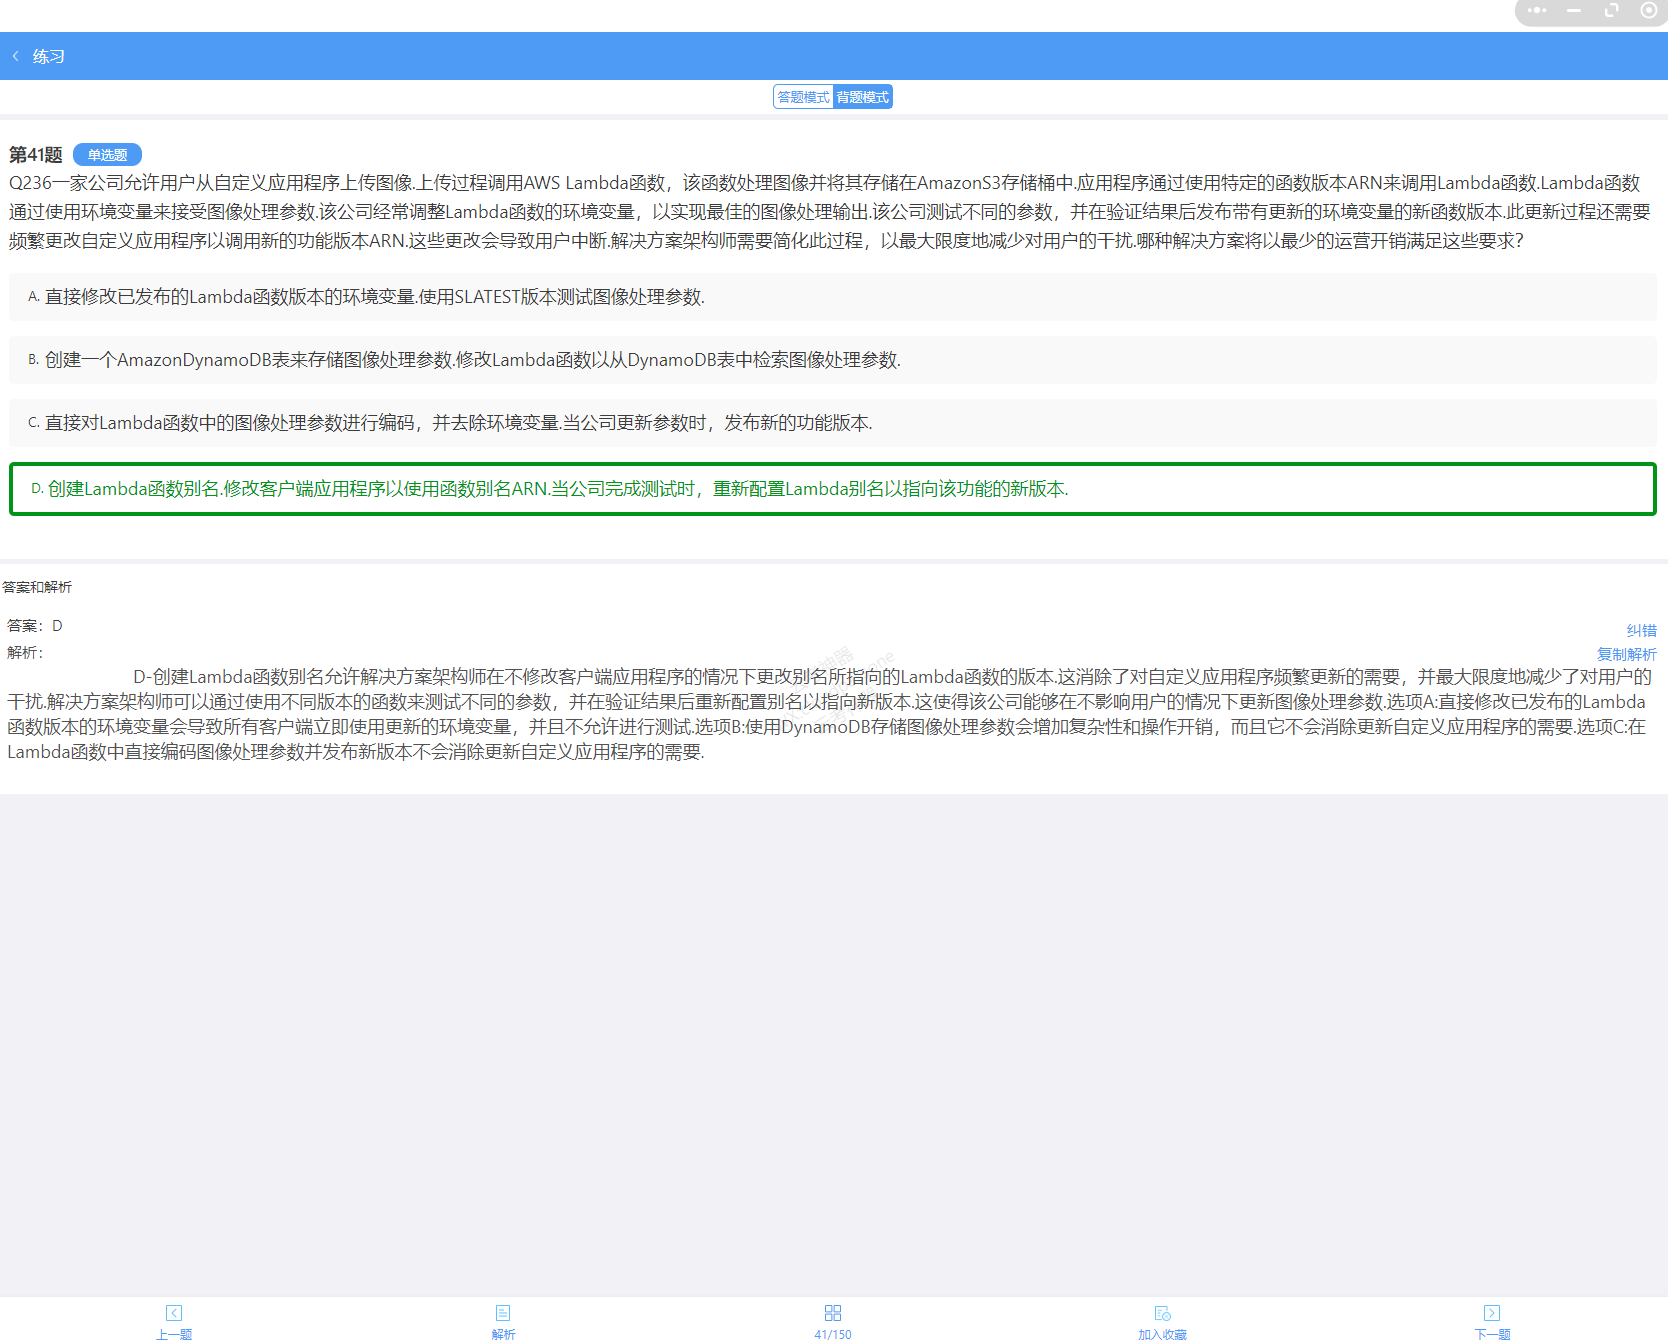 练习
答题模式 背题模式
第41题 单选题
Q236一家公司允许用户从自定义应用程序上传图像.上传过程调用AWS Lambda函数，该函数处理图像并将其存储在AmazonS3存储桶中.应用程序通过使用特定的函数版本ARN来调用Lambda函数.Lambda函数
通过使用环境变量来接受图像处理参数.该公司经常调整Lambda函数的环境变量，以实现最佳的图像处理输出.该公司测试不同的参数，并在验证结果后发布带有更新的环境变量的新函数版本.此更新过程还需要
频繁更改自定义应用程序以调用新的功能版本ARN.这些更改会导致用户中断.解决方案架构师需要简化此过程，以最大限度地减少对用户的干扰.哪种解决方案将以最少的运营开销满足这些要求？
A. 直接修改已发布的Lambda函数版本的环境变量.使用SLATEST版本测试图像处理参数.
B. 创建一个AmazonDynamoDB表来存储图像处理参数.修改Lambda函数以从DynamoDB表中检索图像处理参数.
C. 直接对Lambda函数中的图像处理参数进行编码，并去除环境变量.当公司更新参数时，发布新的功能版本.
D. 创建Lambda函数别名.修改客户端应用程序以使用函数别名ARN.当公司完成测试时，重新配置Lambda别名以指向该功能的新版本.
答案和解析
答案：D
纠错
解析：
复制解析
D-创建Lambda函数别名允许解决方案架构师在不修改客户端应用程序的情况下更改别名所指向的Lambda函数的版本.这消除了对自定义应用程序频繁更新的需要，并最大限度地减少了对用户的
干扰.解决方案架构师可以通过使用不同版本的函数来测试不同的参数，并在验证结果后重新配置别名以指向新版本.这使得该公司能够在不影响用户的情况下更新图像处理参数.选项A:直接修改已发布的Lambda
函数版本的环境变量会导致所有客户端立即使用更新的环境变量，并且不允许进行测试.选项B:使用DynamoDB存储图像处理参数会增加复杂性和操作开销，而且它不会消除更新自定义应用程序的需要.选项C:在
Lambda函数中直接编码图像处理参数并发布新版本不会消除更新自定义应用程序的需要.
上一题 解析 41/150 加入收藏 下一题